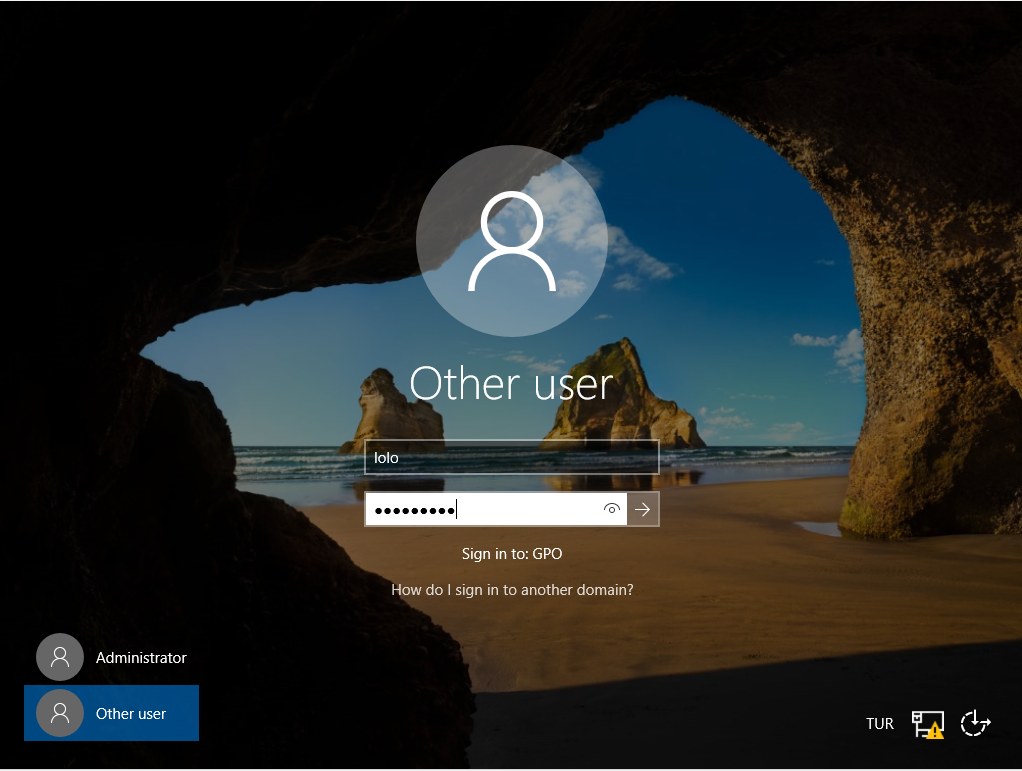 Other user
lolo
Sign in to: GPO
How do I sign in to another domain?
Administrator
Other user
TUR